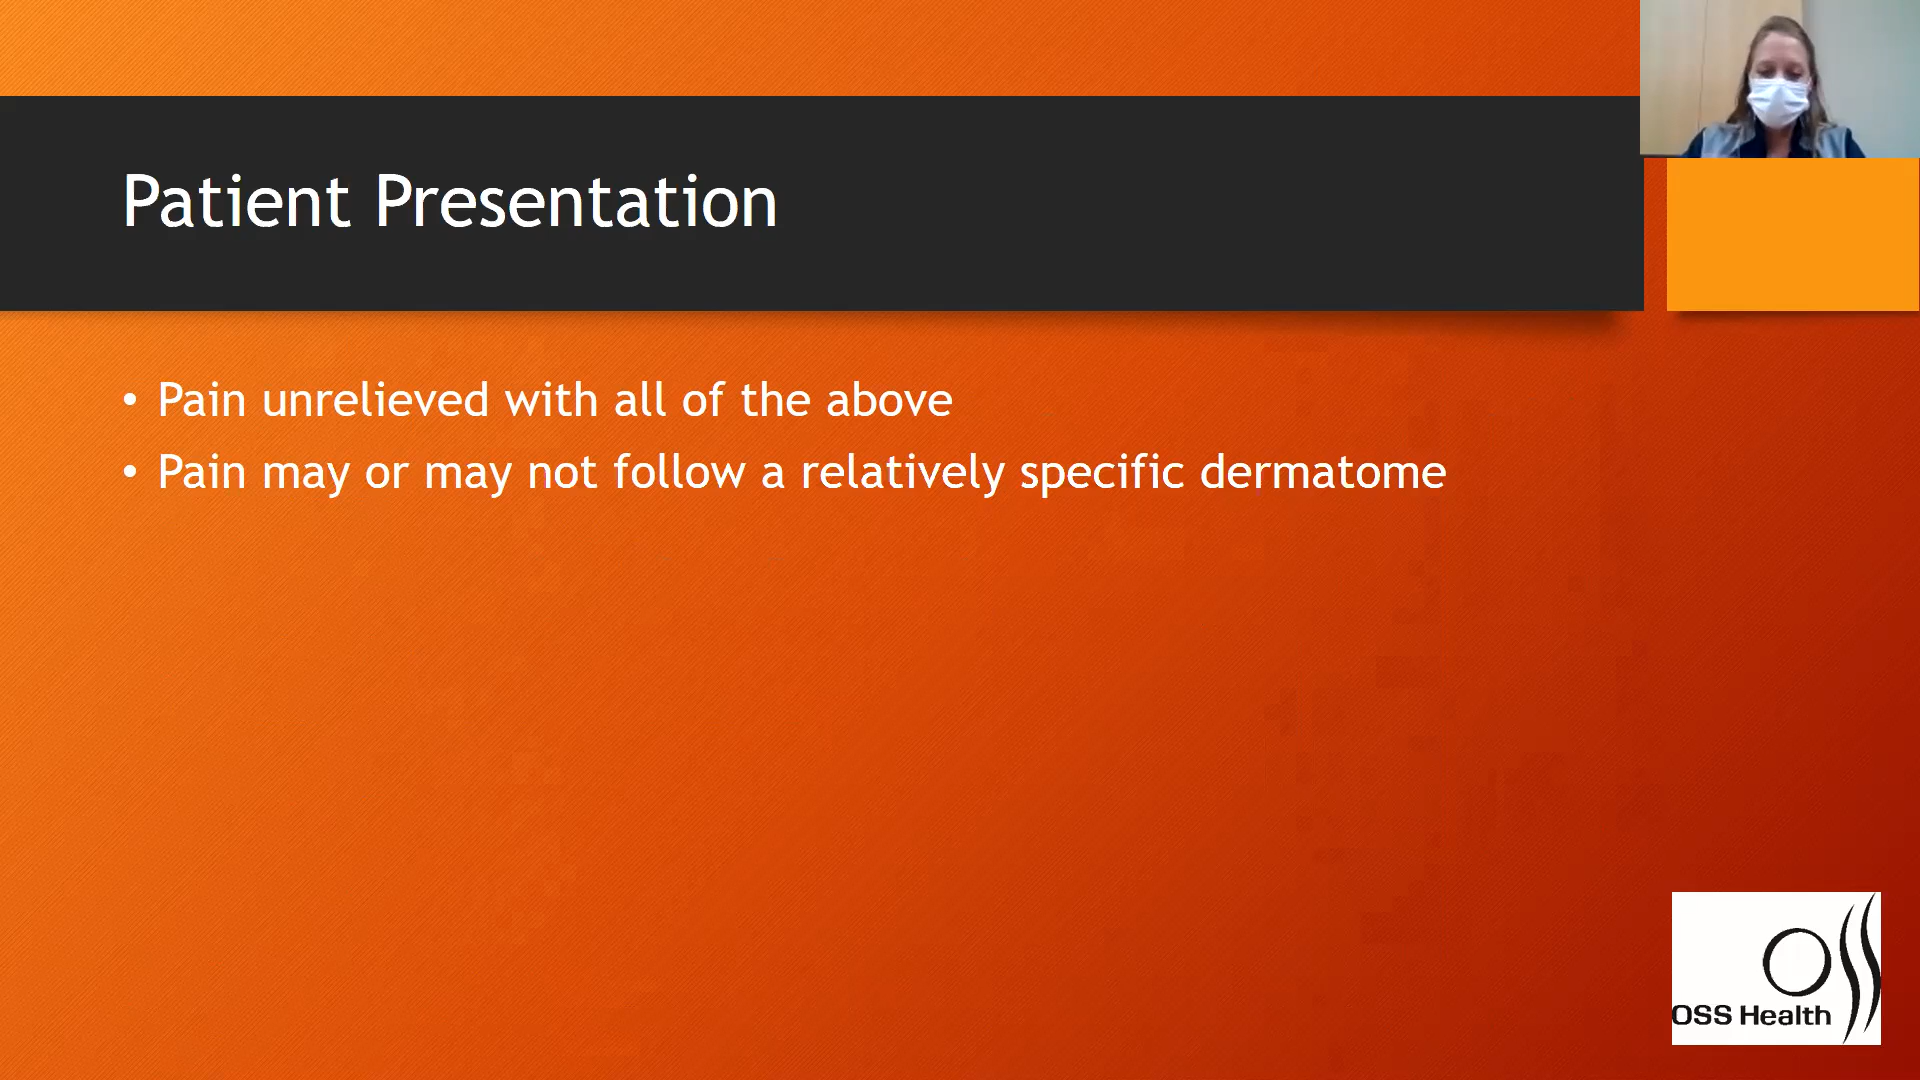 Patient Presentation
• Pain unrelieved with all of the above
• Pain may or may not follow a relatively specific dermatome
OSS Health